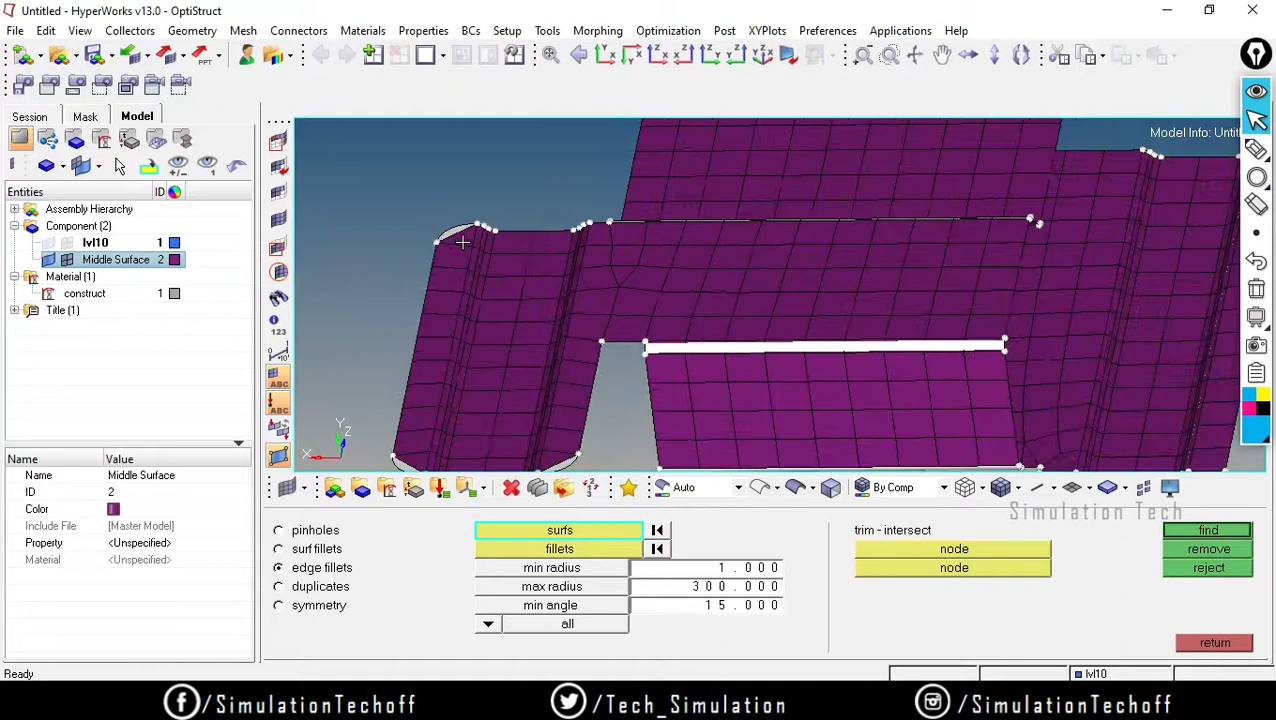 Untitled - HyperWorks v13.0 - OptiStruct
File Edit View Collectors Geometry Mesh Connectors Materials Properties BCs Setup Tools Morphing Optimization Post XYPlots Preferences Applications Help
Session Mask Model
Entities ID
Assembly Hierarchy
Component (2)
lvl10 1
Middle Surface 2
Material (1)
construct 1
Title (1)
123
ABC
ABC
Model Info: Untit
Y
Z
X
Name Value
Name Middle Surface
ID 2
Color
Include File [Master Model]
Property <Unspecified>
Material <Unspecified>
Auto By Comp
Simulation Tech
pinholes surfs trim - intersect find
surf fillets fillets node remove
edge fillets min radius 1.000 node reject
duplicates max radius 300.000
symmetry min angle 15.000
all
return
Ready lvl10
/SimulationTechoff /Tech_Simulation /SimulationTechoff